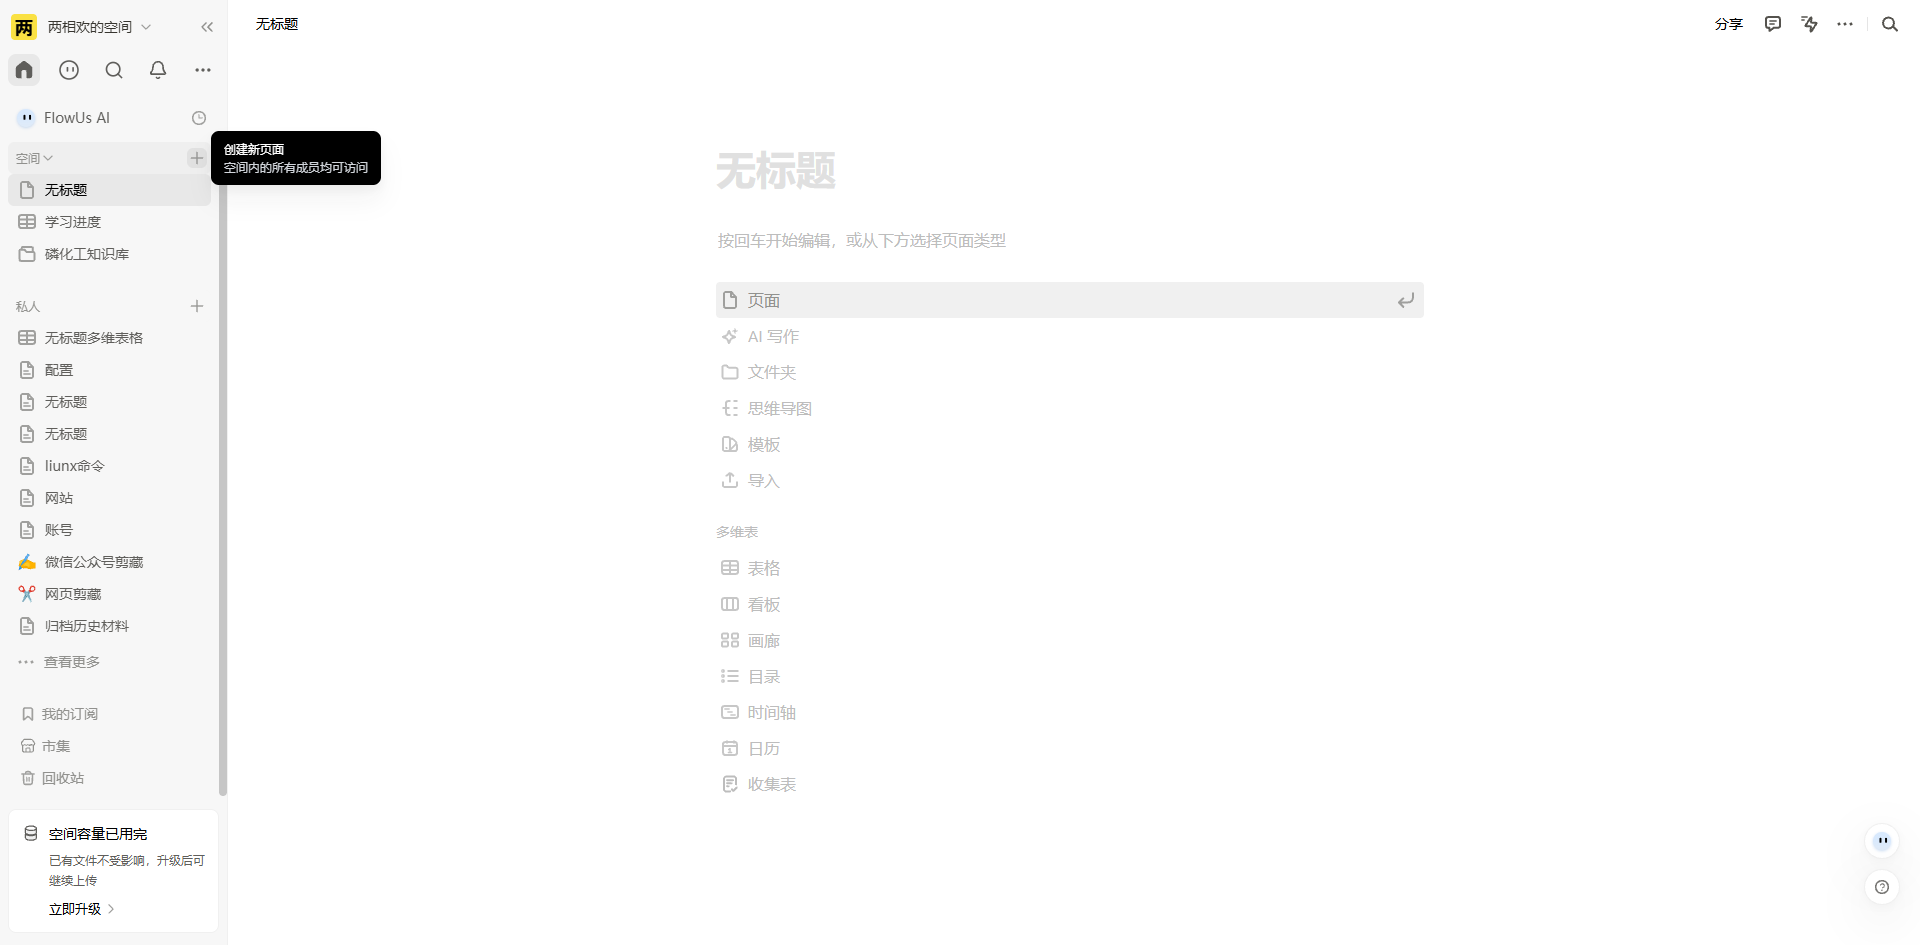 两 两相欢的空间
FlowUs AI
空间
创建新页面
空间内的所有成员均可访问
无标题
学习进度
磷化工知识库
私人
无标题多维表格
配置
无标题
无标题
liunx命令
网站
账号
微信公众号剪藏
网页剪藏
归档历史材料
查看更多
我的订阅
市集
回收站
空间容量已用完
已有文件不受影响，升级后可
继续上传
立即升级
无标题
分享
无标题
按回车开始编辑，或从下方选择页面类型
页面
AI 写作
文件夹
思维导图
模板
导入
多维表
表格
看板
画廊
目录
时间轴
日历
收集表